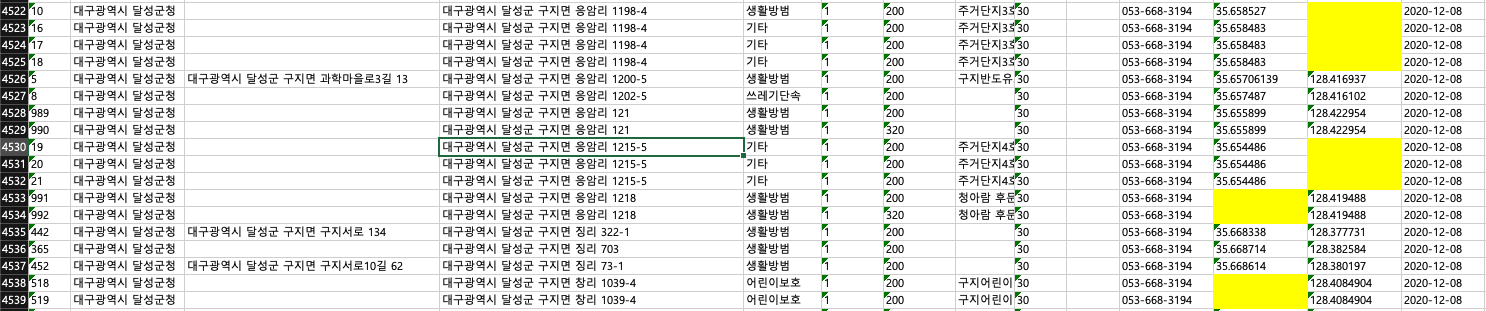 4522 10 대구광역시 달성군청 대구광역시 달성군 구지면 응암리 1198-4 생활방범 1 200 주거단지3 30 053-668-3194 35.658527 2020-12-08
4523 16 대구광역시 달성군청 대구광역시 달성군 구지면 응암리 1198-4 기타 1 200 주거단지3 30 053-668-3194 35.658483 2020-12-08
4524 17 대구광역시 달성군청 대구광역시 달성군 구지면 응암리 1198-4 기타 1 200 주거단지3 30 053-668-3194 35.658483 2020-12-08
4525 18 대구광역시 달성군청 대구광역시 달성군 구지면 응암리 1198-4 기타 1 200 주거단지3 30 053-668-3194 35.658483 2020-12-08
4526 5 대구광역시 달성군청 대구광역시 달성군 구지면 과학마을로3길 13 대구광역시 달성군 구지면 응암리 1200-5 생활방범 1 200 구지반도유 30 053-668-3194 35.65706139 128.416937 2020-12-08
4527 8 대구광역시 달성군청 대구광역시 달성군 구지면 응암리 1202-5 쓰레기단속 1 200 30 053-668-3194 35.657487 128.416102 2020-12-08
4528 989 대구광역시 달성군청 대구광역시 달성군 구지면 응암리 121 생활방범 1 200 30 053-668-3194 35.655899 128.422954 2020-12-08
4529 990 대구광역시 달성군청 대구광역시 달성군 구지면 응암리 121 생활방범 1 320 30 053-668-3194 35.655899 128.422954 2020-12-08
4530 19 대구광역시 달성군청 대구광역시 달성군 구지면 응암리 1215-5 기타 1 200 주거단지4 30 053-668-3194 35.654486 2020-12-08
4531 20 대구광역시 달성군청 대구광역시 달성군 구지면 응암리 1215-5 기타 1 200 주거단지4 30 053-668-3194 35.654486 2020-12-08
4532 21 대구광역시 달성군청 대구광역시 달성군 구지면 응암리 1215-5 기타 1 200 주거단지4 30 053-668-3194 35.654486 2020-12-08
4533 991 대구광역시 달성군청 대구광역시 달성군 구지면 응암리 1218 생활방범 1 200 청아람 후문 30 053-668-3194 128.419488 2020-12-08
4534 992 대구광역시 달성군청 대구광역시 달성군 구지면 응암리 1218 생활방범 1 320 청아람 후문 30 053-668-3194 128.419488 2020-12-08
4535 442 대구광역시 달성군청 대구광역시 달성군 구지면 구지서로 134 대구광역시 달성군 구지면 징리 322-1 생활방범 1 200 30 053-668-3194 35.668338 128.377731 2020-12-08
4536 365 대구광역시 달성군청 대구광역시 달성군 구지면 징리 703 생활방범 1 200 30 053-668-3194 35.668714 128.382584 2020-12-08
4537 452 대구광역시 달성군청 대구광역시 달성군 구지면 구지서로10길 62 대구광역시 달성군 구지면 징리 73-1 생활방범 1 200 30 053-668-3194 35.668614 128.380197 2020-12-08
4538 518 대구광역시 달성군청 대구광역시 달성군 구지면 창리 1039-4 어린이보호 1 200 구지어린이 30 053-668-3194 128.4084904 2020-12-08
4539 519 대구광역시 달성군청 대구광역시 달성군 구지면 창리 1039-4 어린이보호 1 200 구지어린이 30 053-668-3194 128.4084904 2020-12-08